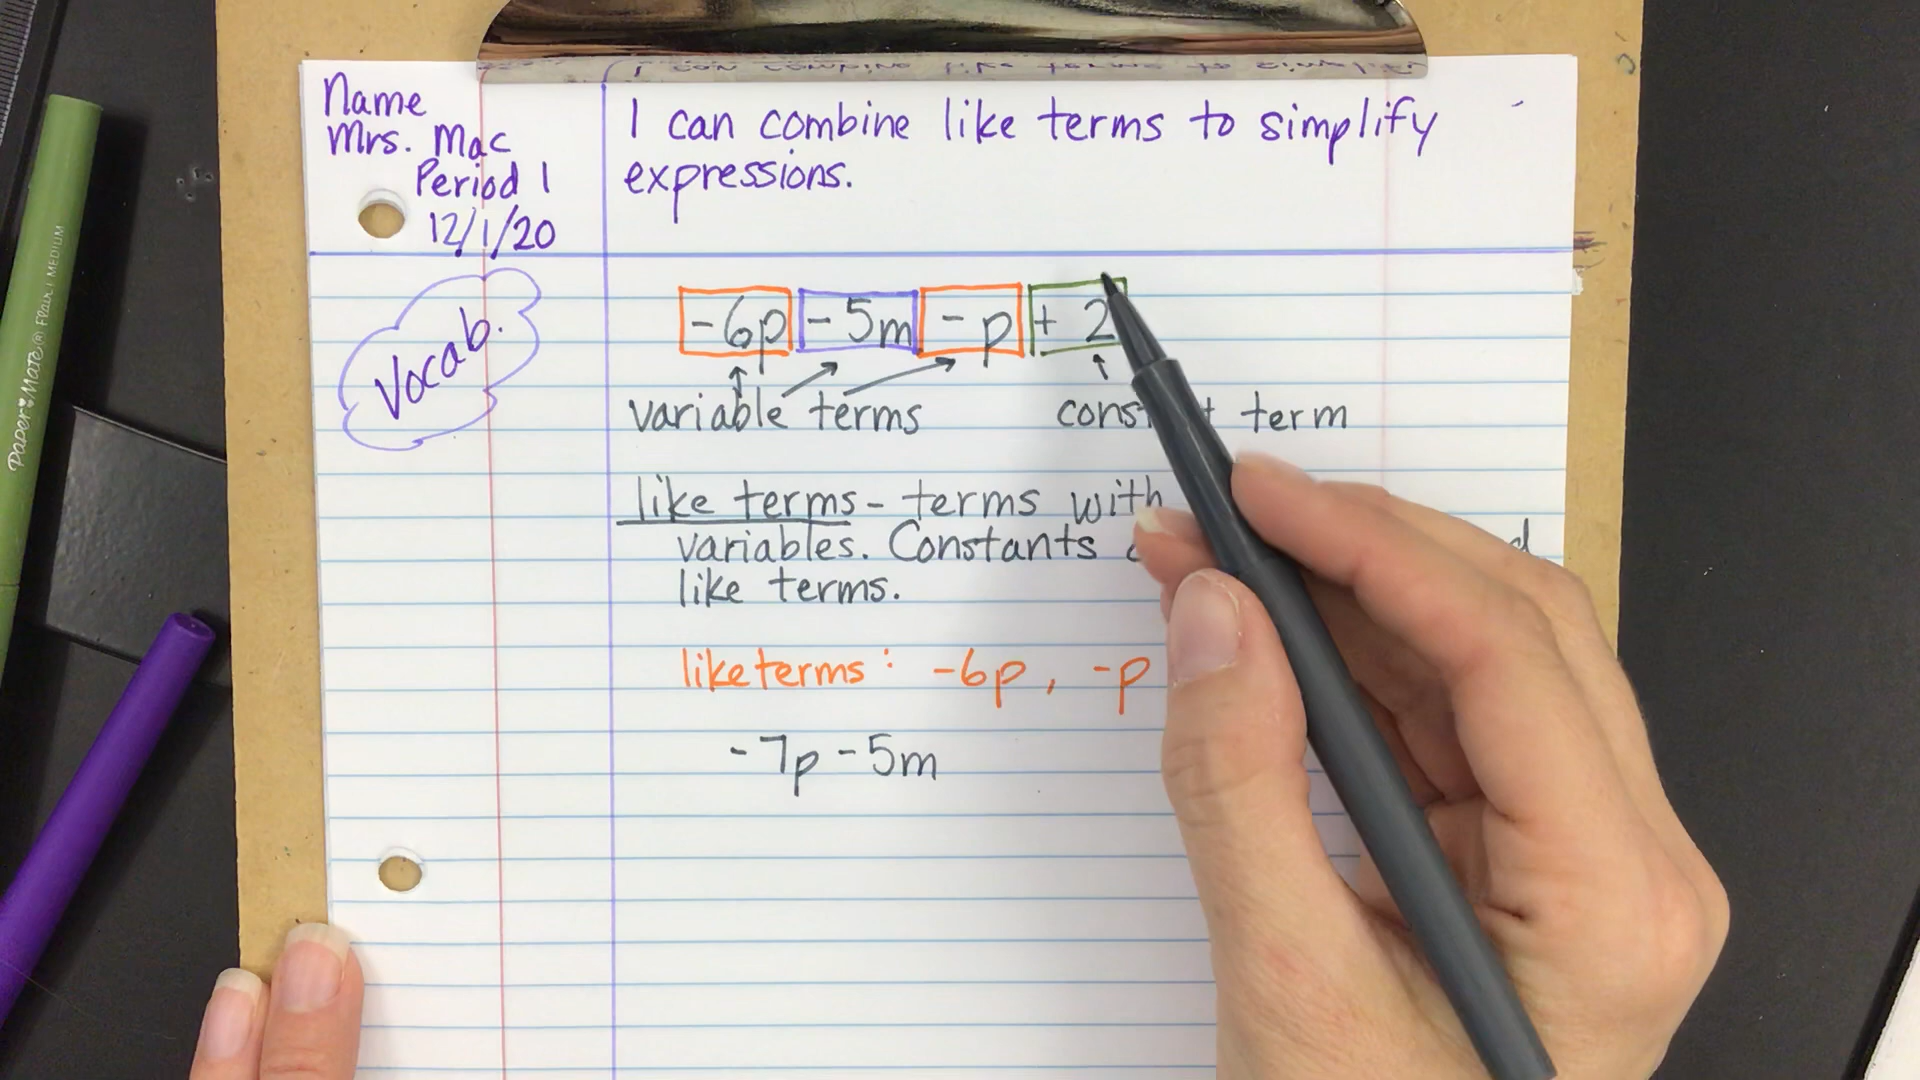 Name
Mrs. Mac
Period 1
12/1/20
I can combine like terms to simplify
expressions.
Vocab.
-6p - 5m - p + 2
variable terms term
like terms - terms with
variables. Constants
like terms.
like terms: -6p, -p
-7p - 5m
Paper Mate Flair MEDIUM